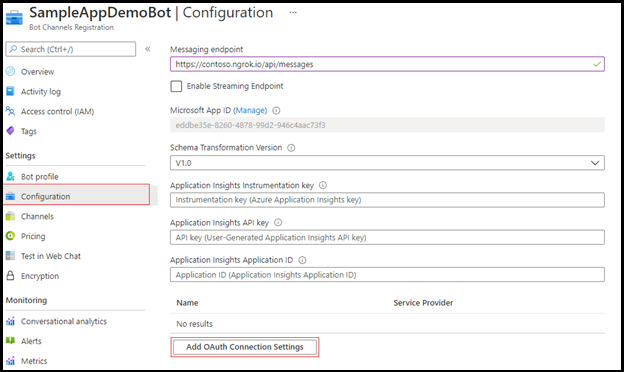 SampleAppDemoBot | Configuration ...
Bot Channels Registration
Search (Ctrl+/)
«
Overview
Activity log
Access control (IAM)
Tags
Settings
Bot profile
Configuration
Channels
Pricing
Test in Web Chat
Encryption
Monitoring
Conversational analytics
Alerts
Metrics
Messaging endpoint
https://contoso.ngrok.io/api/messages
Enable Streaming Endpoint
Microsoft App ID (Manage)
eddbe35e-8260-4878-99d2-946c4aac73f3
Schema Transformation Version
V1.0
Application Insights Instrumentation key
Instrumentation key (Azure Application Insights key)
Application Insights API key
API key (User-Generated Application Insights API key)
Application Insights Application ID
Application ID (Application Insights Application ID)
Name Service Provider
No results
Add OAuth Connection Settings